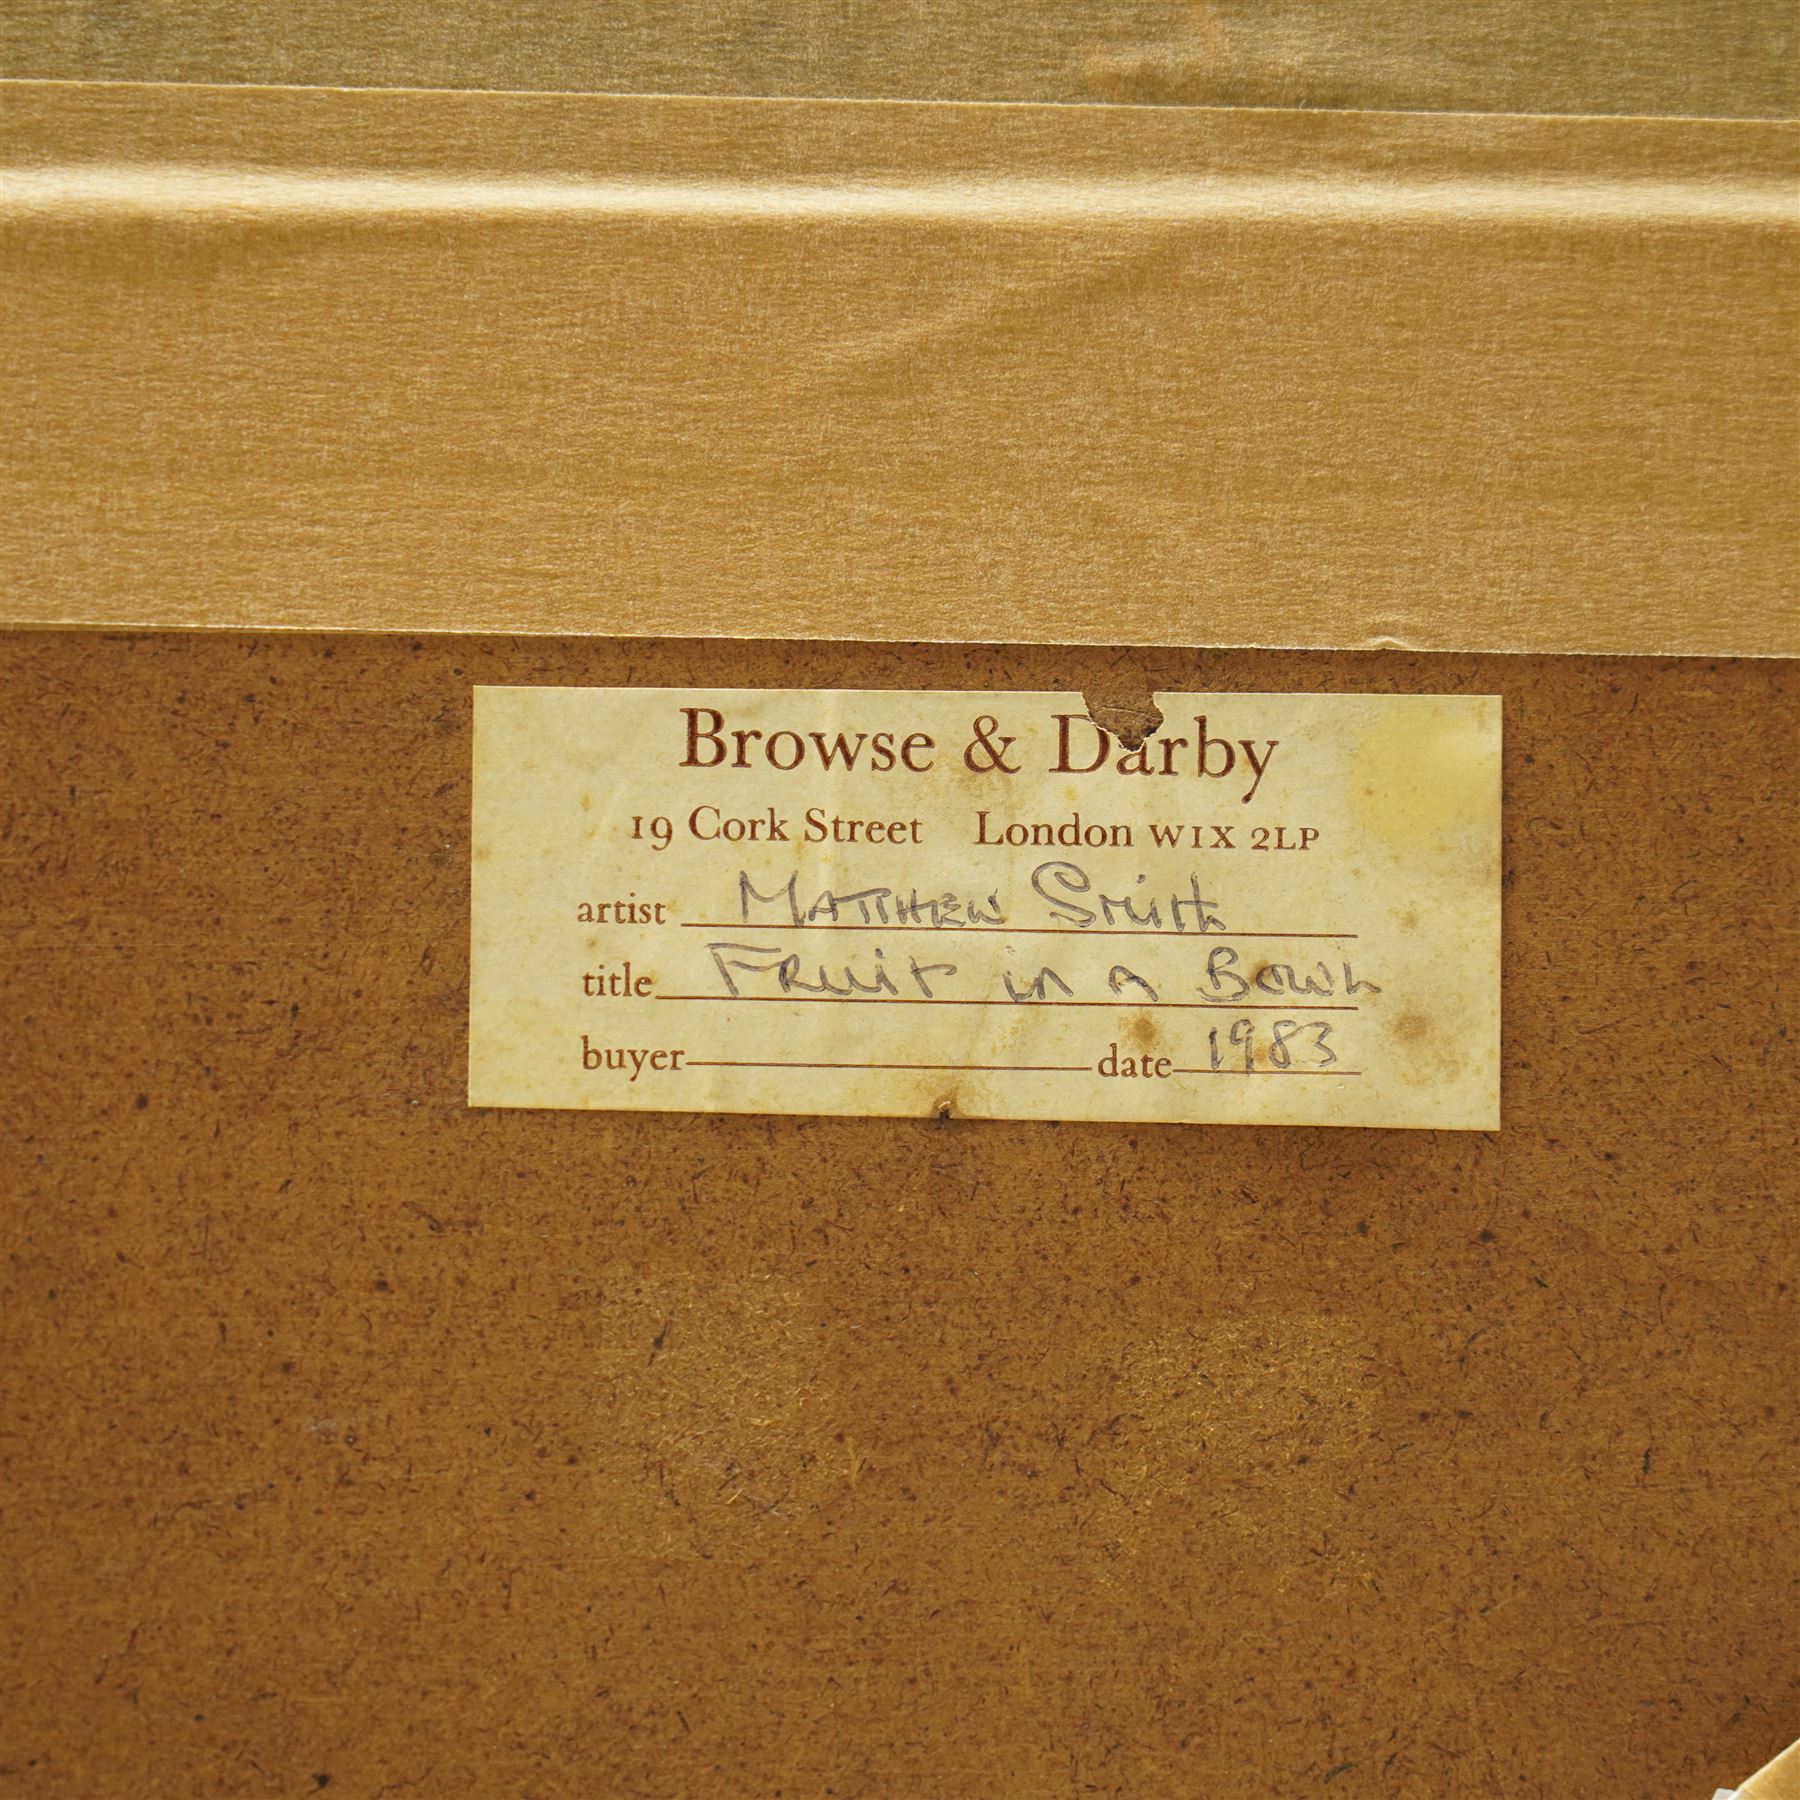 Browse & Darby
19 Cork Street London W1X 2LP
artist Matthew Smith
title Fruit in a Bowl
buyer date 1983